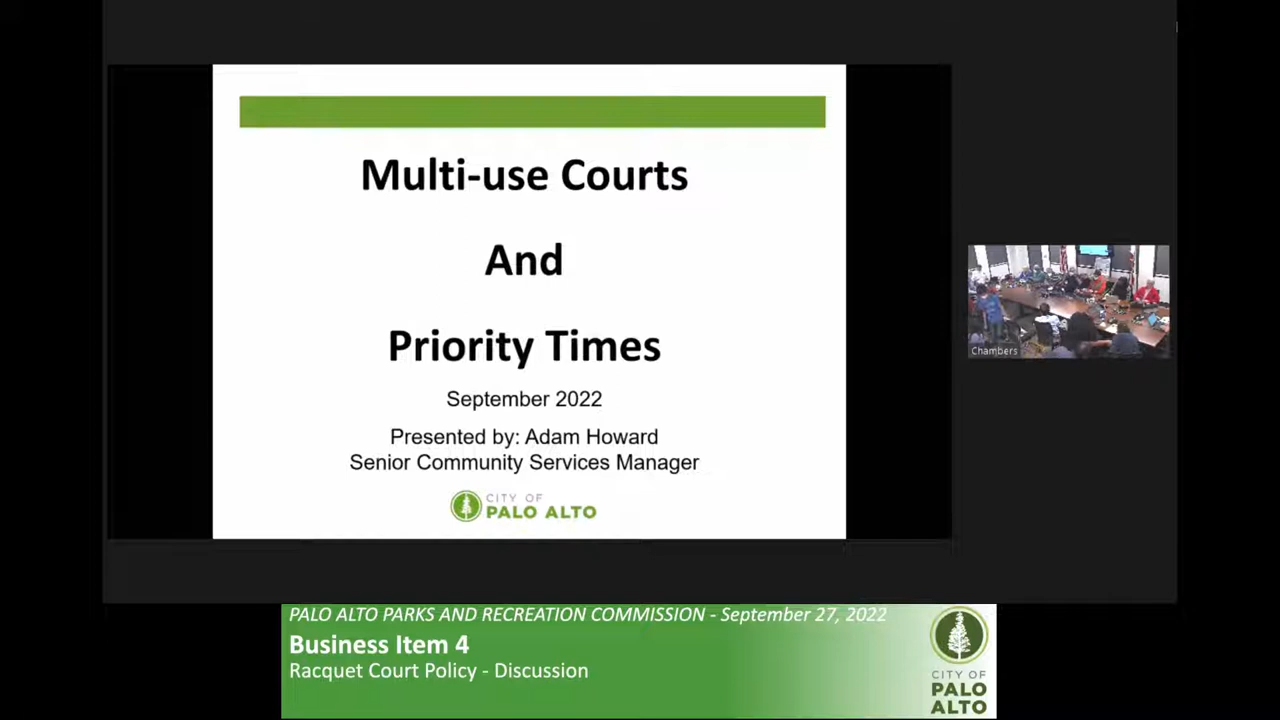 Multi-use Courts
And
Priority Times
September 2022
Presented by: Adam Howard
Senior Community Services Manager
CITY OF
PALO ALTO
Chambers
PALO ALTO PARKS AND RECREATION COMMISSION - September 27, 2022
Business Item 4
Racquet Court Policy - Discussion
CITY OF
PALO
ALTO